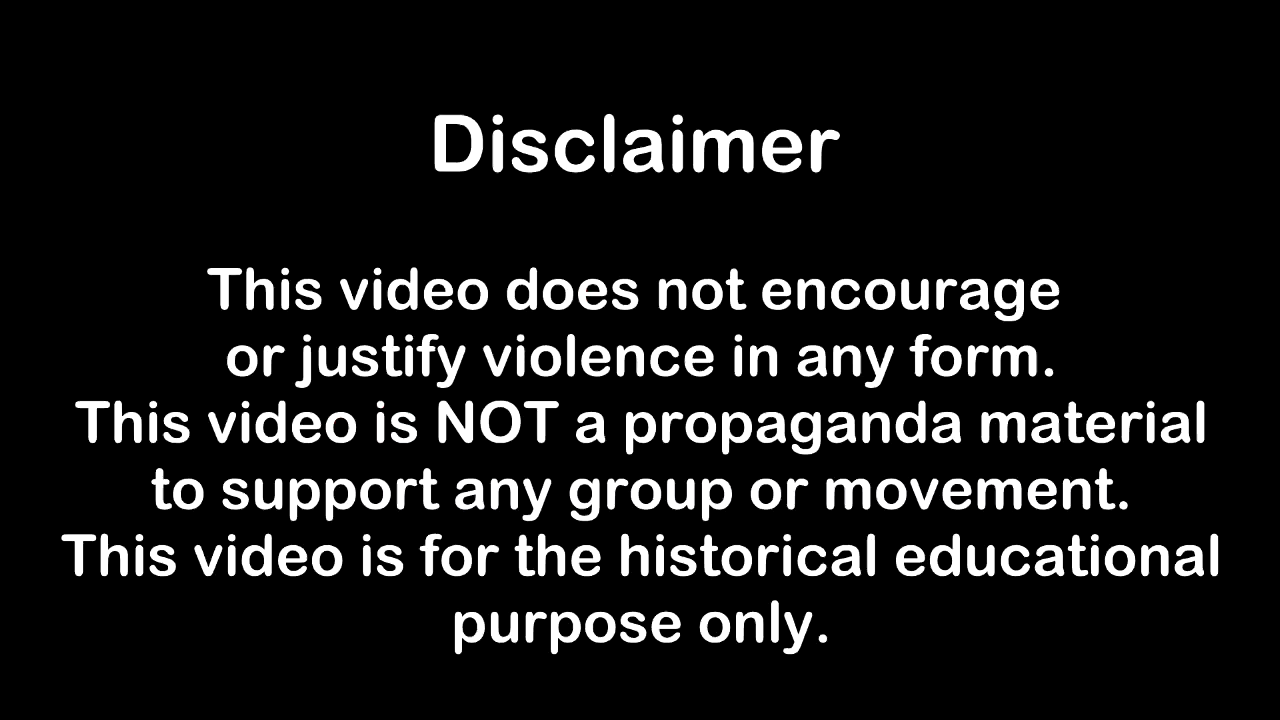 Disclaimer
This video does not encourage
or justify violence in any form.
This video is NOT a propaganda material
to support any group or movement.
This video is for the historical educational
purpose only.